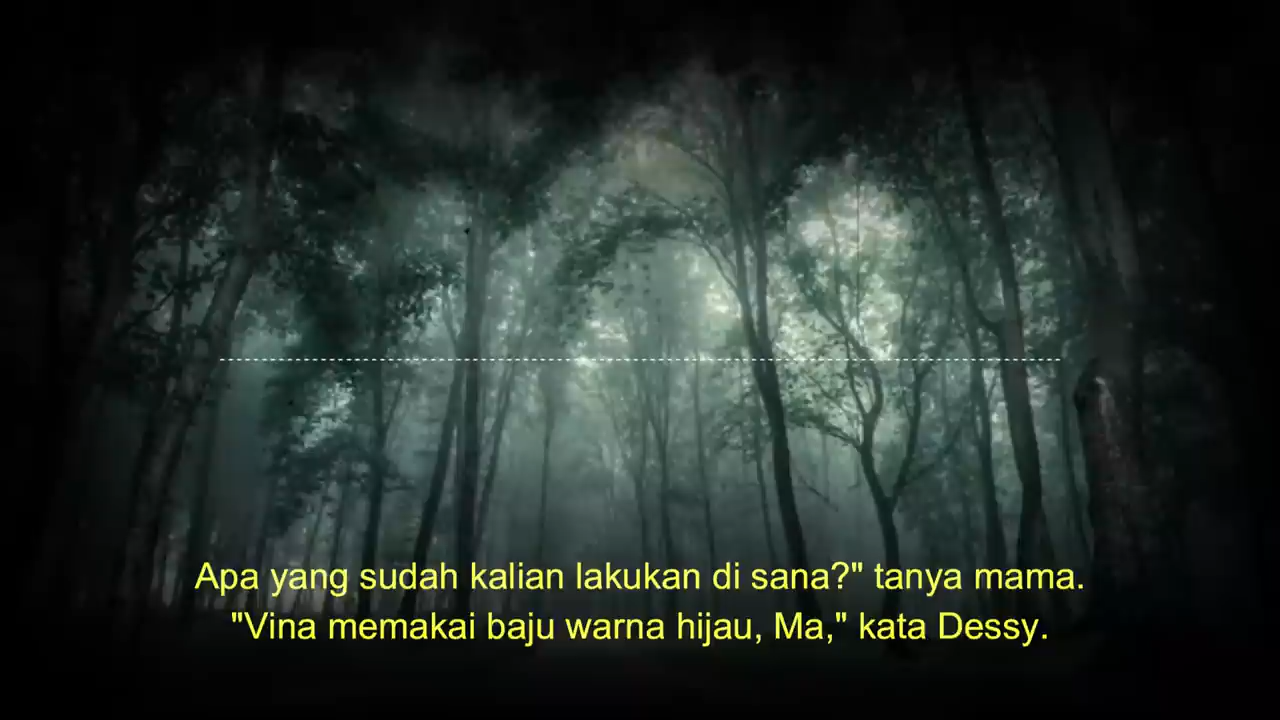 Apa yang sudah kalian lakukan di sana?" tanya mama.
"Vina memakai baju warna hijau, Ma," kata Dessy.